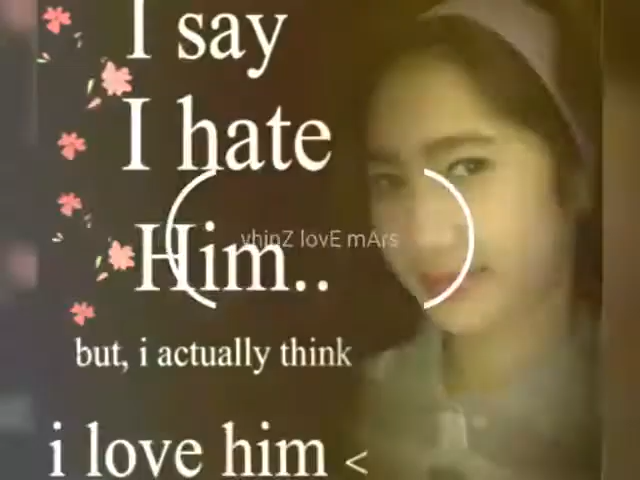 I say
I hate
vhinZ lovE mArs
Him..
but, i actually think
i love him <